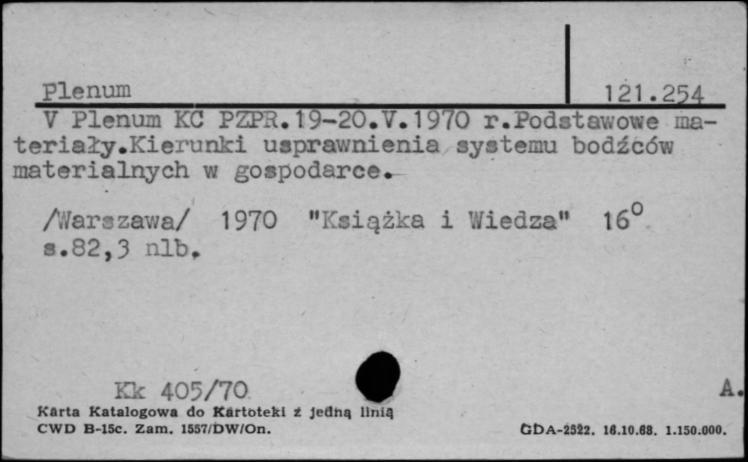 Plenum 121.254
V Plenum KC PZPR.19-20.V.1970 r.Podstawowe ma-
teriały.Kierunki usprawnienia systemu bodźców
materialnych w gospodarce.-
/Warszawa/ 1970 "Książka i Wiedza" 16°
s.82,3 nlb.
Kk 405/70 A.
Karta Katalogowa do Kartoteki z jedną linią
CWD B-15c. Zam. 1557/DW/On. GDA-2522. 16.10.68. 1.150.000.